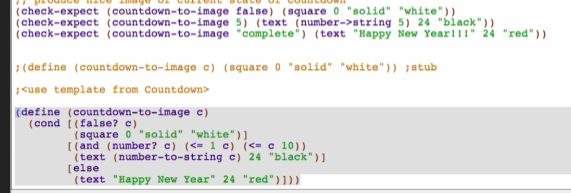 ;; produce nice image of current state of countdown
(check-expect (countdown-to-image false) (square 0 "solid" "white"))
(check-expect (countdown-to-image 5) (text (number->string 5) 24 "black"))
(check-expect (countdown-to-image "complete") (text "Happy New Year!!!" 24 "red"))
;(define (countdown-to-image c) (square 0 "solid" "white")) ;stub
;<use template from Countdown>
(define (countdown-to-image c)
(cond [(false? c)
(square 0 "solid" "white")]
[(and (number? c) (<= 1 c) (<= c 10))
(text (number-to-string c) 24 "black")]
[else
(text "Happy New Year" 24 "red")]))